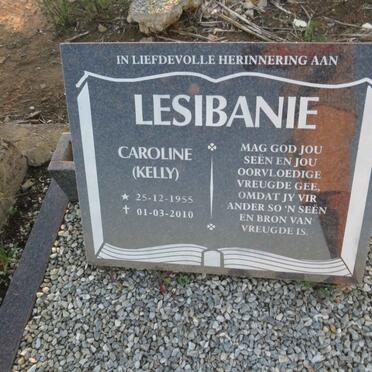 IN LIEFDEVOLLE HERINNERING AAN
LESIBANIE
CAROLINE
(KELLY)
★ 25-12-1955
✝ 01-03-2010
MAG GOD JOU
SEËN EN JOU
OORVLOEDIGE
VREUGDE GEE,
OMDAT JY VIR
ANDER SO 'N SEËN
EN BRON VAN
VREUGDE IS.